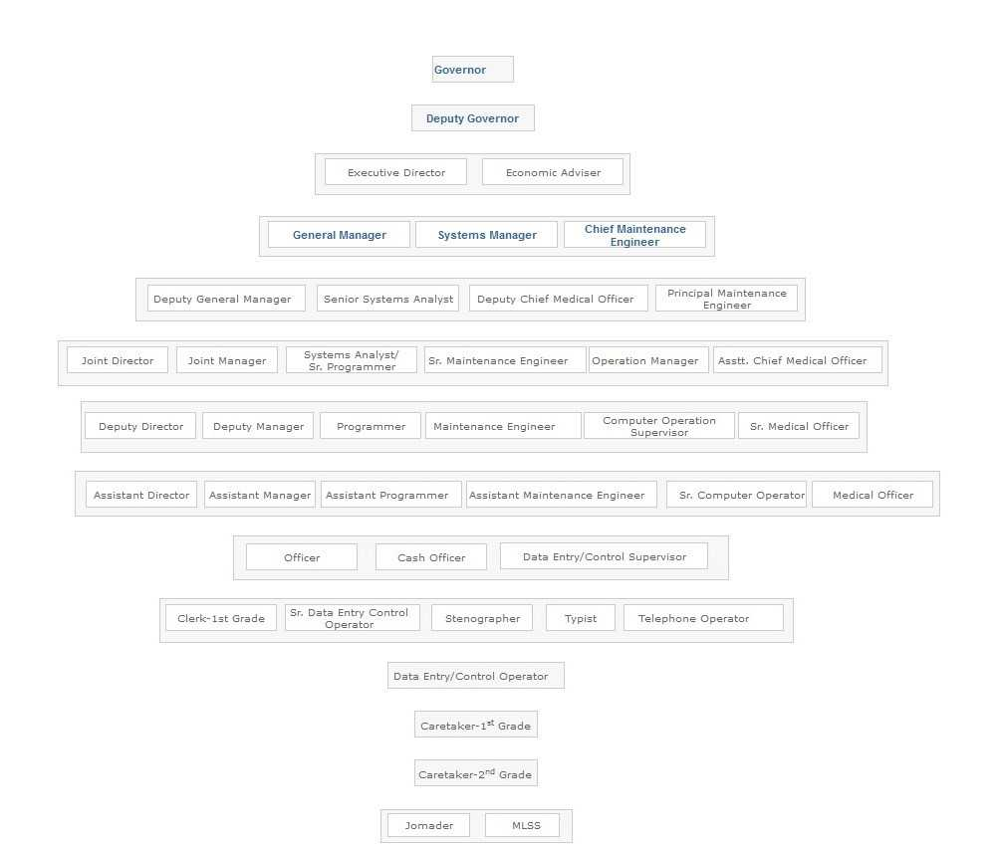 Governor
Deputy Governor
Executive Director
Economic Adviser
General Manager
Systems Manager
Chief Maintenance
Engineer
Deputy General Manager
Senior Systems Analyst
Deputy Chief Medical Officer
Principal Maintenance
Engineer
Joint Director
Joint Manager
Systems Analyst/
Sr. Programmer
Sr. Maintenance Engineer
Operation Manager
Asstt. Chief Medical Officer
Deputy Director
Deputy Manager
Programmer
Maintenance Engineer
Computer Operation
Supervisor
Sr. Medical Officer
Assistant Director
Assistant Manager
Assistant Programmer
Assistant Maintenance Engineer
Sr. Computer Operator
Medical Officer
Officer
Cash Officer
Data Entry/Control Supervisor
Clerk-1st Grade
Sr. Data Entry Control
Operator
Stenographer
Typist
Telephone Operator
Data Entry/Control Operator
Caretaker-1st Grade
Caretaker-2nd Grade
Jomader
MLSS